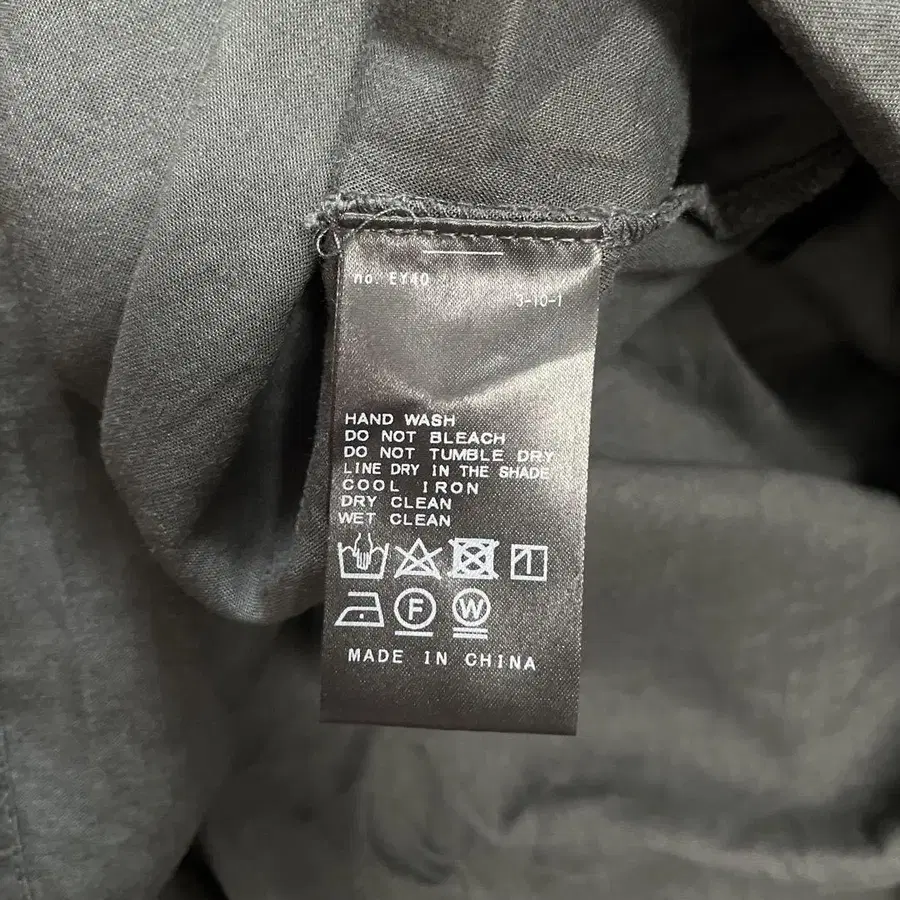 no. EY40
3-10-1
HAND WASH
DO NOT BLEACH
DO NOT TUMBLE DRY
LINE DRY IN THE SHADE
COOL IRON
DRY CLEAN
WET CLEAN
F W
MADE IN CHINA